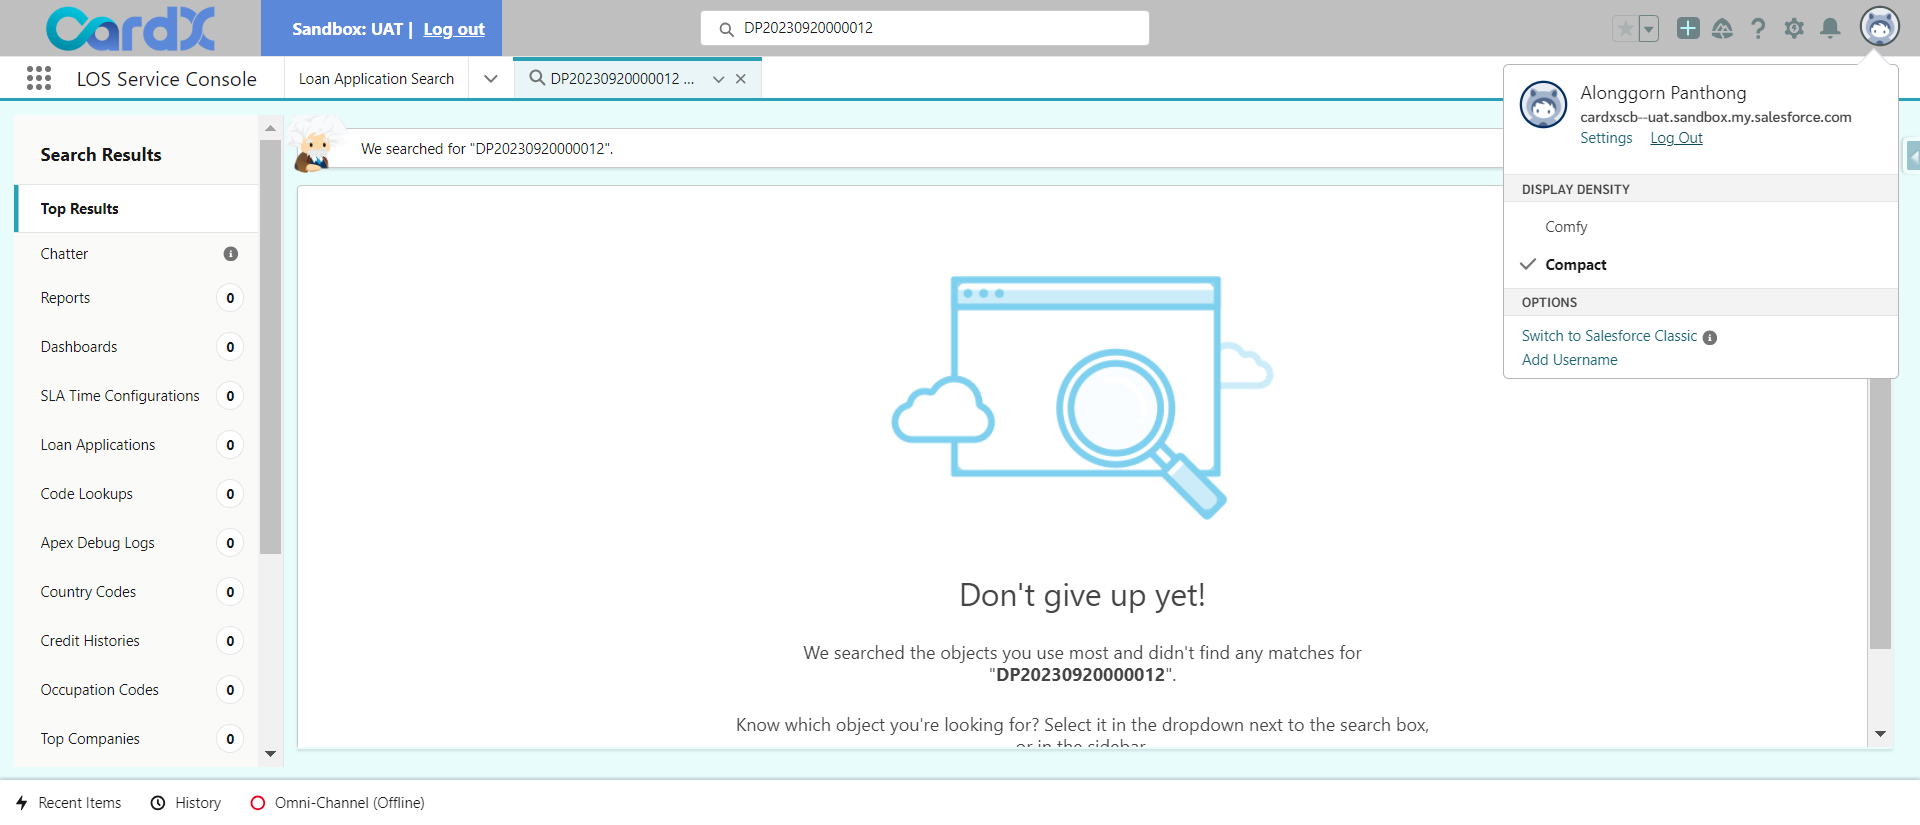 CardX
Sandbox: UAT | Log out
DP20230920000012
LOS Service Console
Loan Application Search
DP20230920000012 ...
Alonggorn Panthong
cardxscb--uat.sandbox.my.salesforce.com
Settings Log Out
DISPLAY DENSITY
Comfy
Compact
OPTIONS
Switch to Salesforce Classic
Add Username
Search Results
Top Results
Chatter
Reports 0
Dashboards 0
SLA Time Configurations 0
Loan Applications 0
Code Lookups 0
Apex Debug Logs 0
Country Codes 0
Credit Histories 0
Occupation Codes 0
Top Companies 0
We searched for "DP20230920000012".
Don't give up yet!
We searched the objects you use most and didn't find any matches for
"DP20230920000012".
Know which object you're looking for? Select it in the dropdown next to the search box,
or in the sidebar.
Recent Items
History
Omni-Channel (Offline)